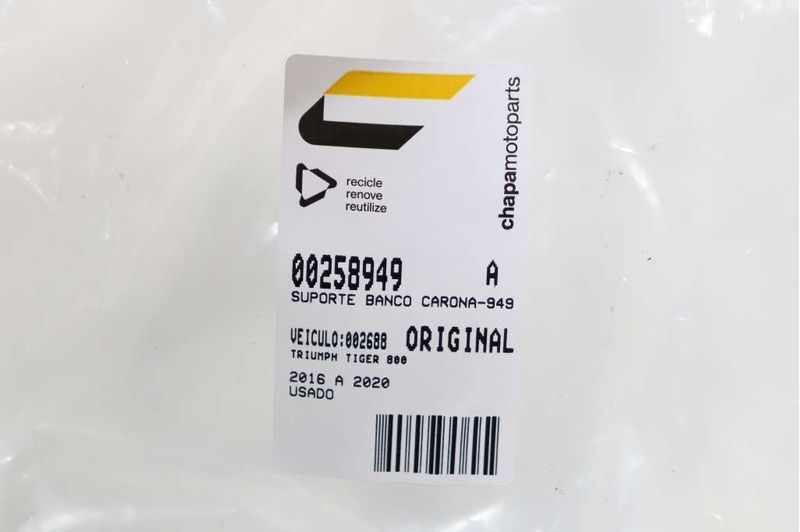 chapamotoparts
recicle
renove
reutilize
00258949 A
SUPORTE BANCO CARONA-949
VEICULO:002688 ORIGINAL
TRIUMPH TIGER 800
2016 A 2020
USADO